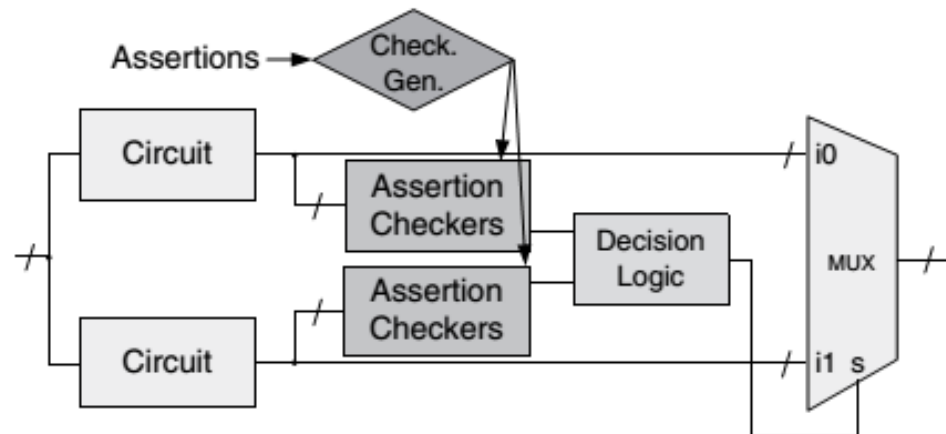 Assertions
Check.
Gen.
Circuit
i0
Assertion
Checkers
Decision
Logic
MUX
Assertion
Checkers
Circuit
i1 s